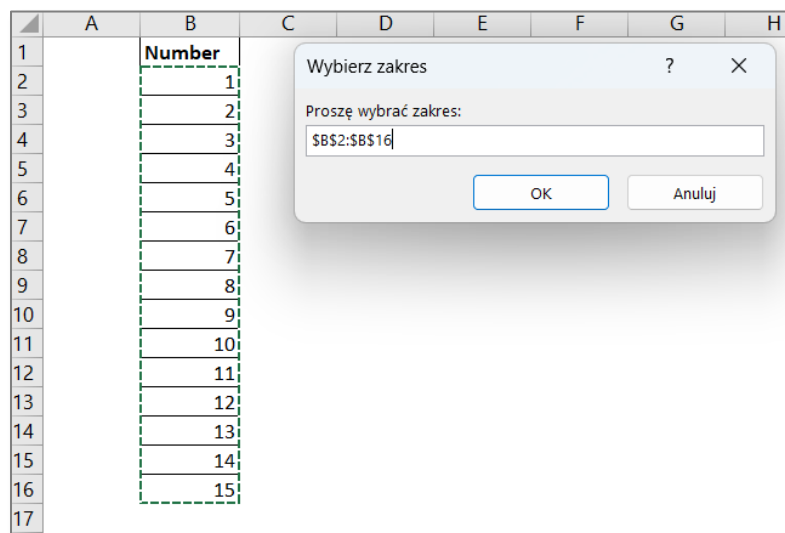 A B C D E F G H
1 Number
2 1
3 2
4 3
5 4
6 5
7 6
8 7
9 8
10 9
11 10
12 11
13 12
14 13
15 14
16 15
17
Wybierz zakres ? ×
Proszę wybrać zakres:
$B$2:$B$16
OK Anuluj